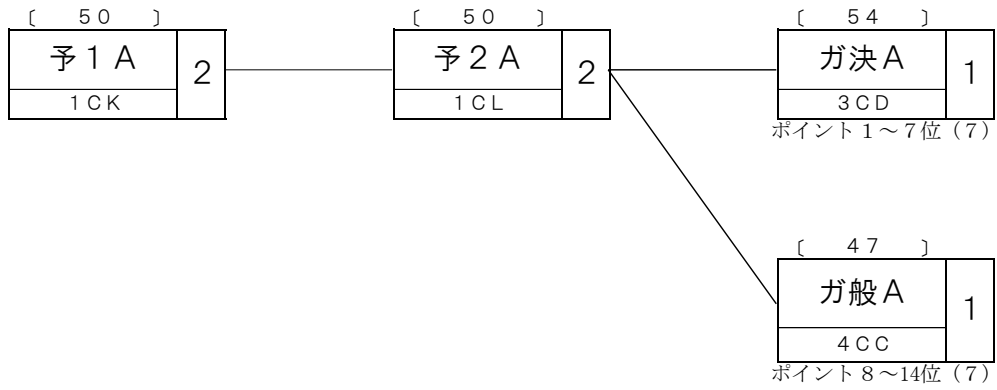 〔 50 〕 〔 50 〕 〔 54 〕
予1A 2 予2A 2 ガ決A 1
1CK 1CL 3CD
ポイント1～7位(7)
〔 47 〕
ガ般A 1
4CC
ポイント8～14位(7)